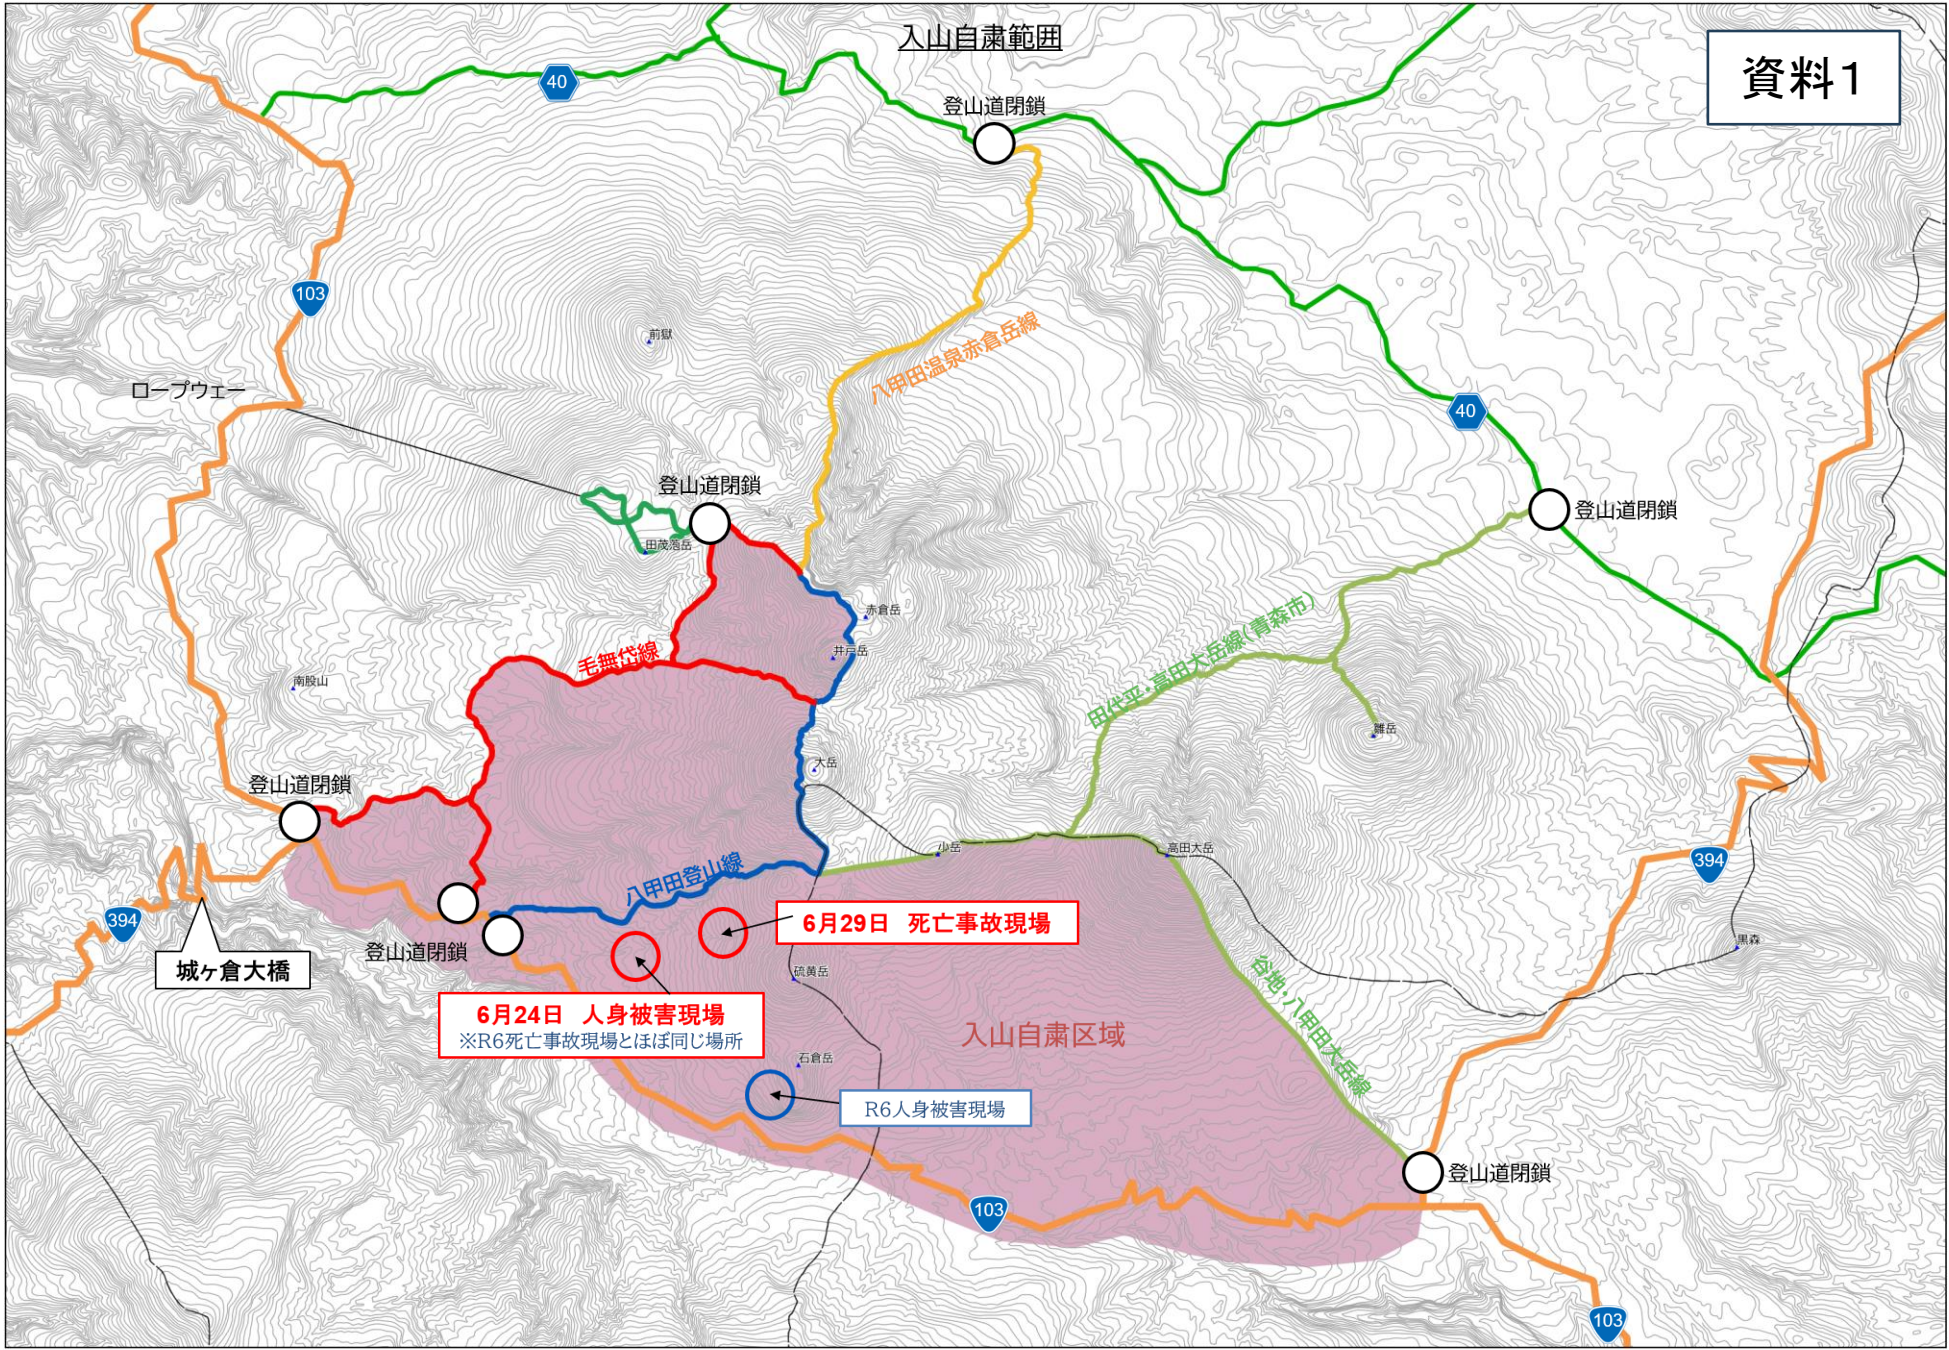 入山自粛範囲
資料1
40
登山道閉鎖
103
前嶽
八甲田温泉赤倉岳線
ロープウェー
40
登山道閉鎖
登山道閉鎖
田茂萢岳
赤倉岳
田代平・高田大岳線(青森市)
毛無岱線
井戸岳
南股山
雛岳
大岳
登山道閉鎖
小岳
高田大岳
394
八甲田登山線
6月29日 死亡事故現場
394
黒森
登山道閉鎖
城ヶ倉大橋
硫黄岳
谷地・八甲田大岳線
6月24日 人身被害現場
※R6死亡事故現場とほぼ同じ場所
入山自粛区域
石倉岳
R6人身被害現場
登山道閉鎖
103
103